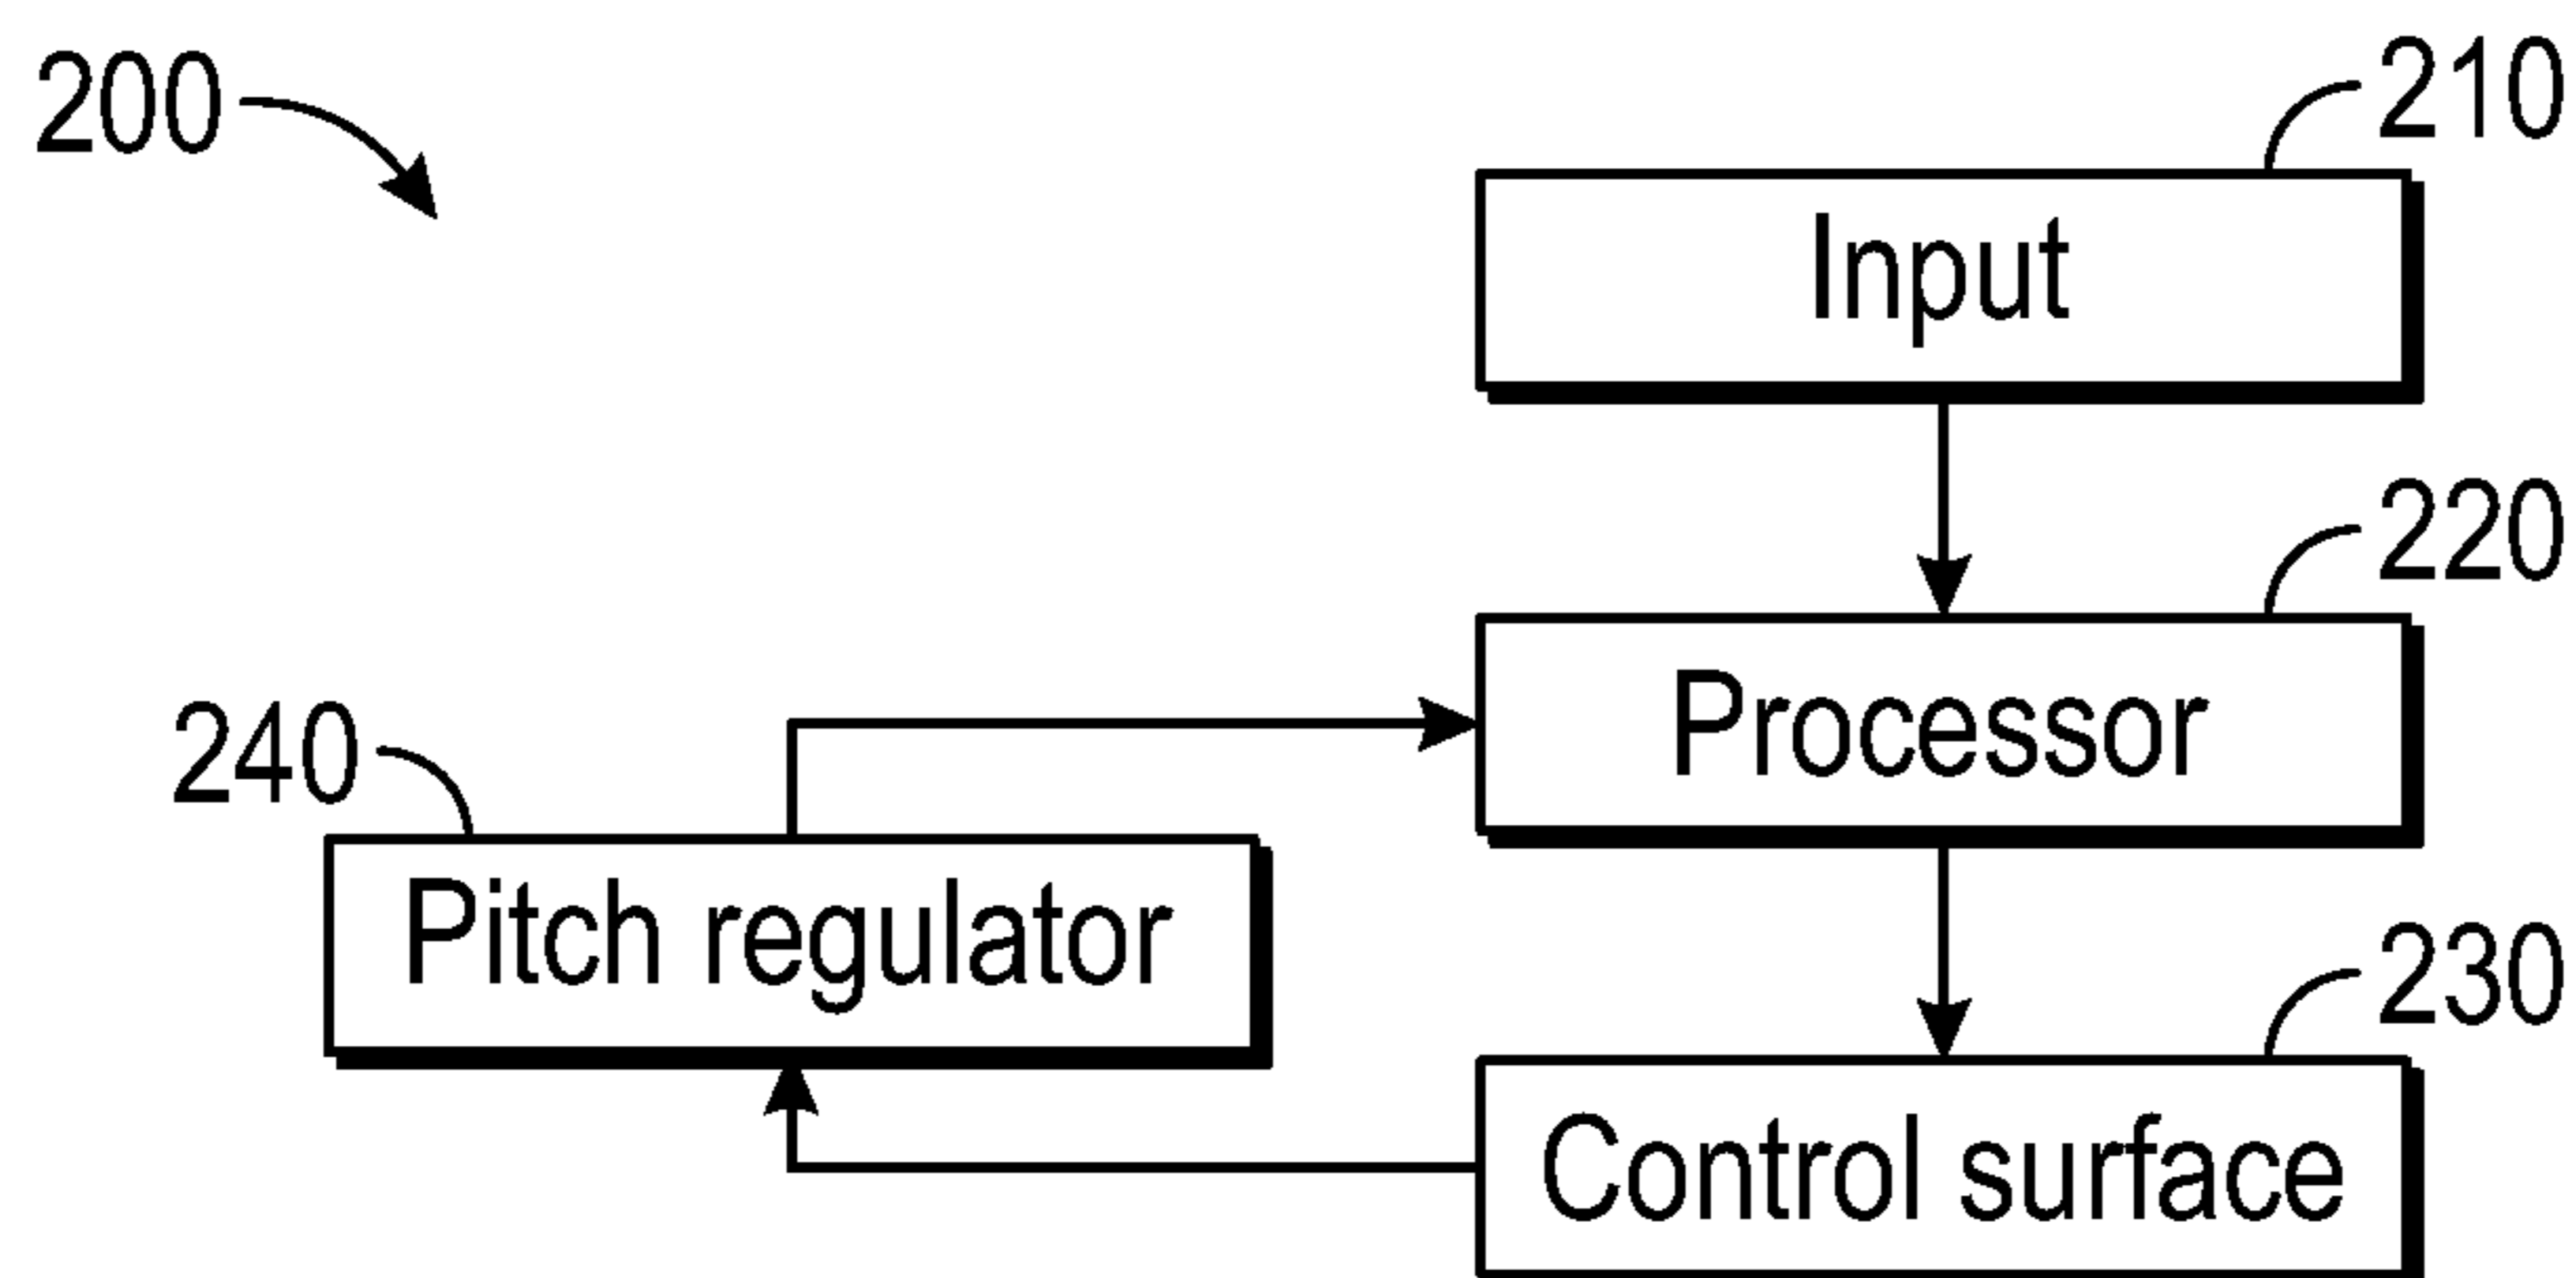 200
210
Input
220
Processor
240
Pitch regulator
230
Control surface